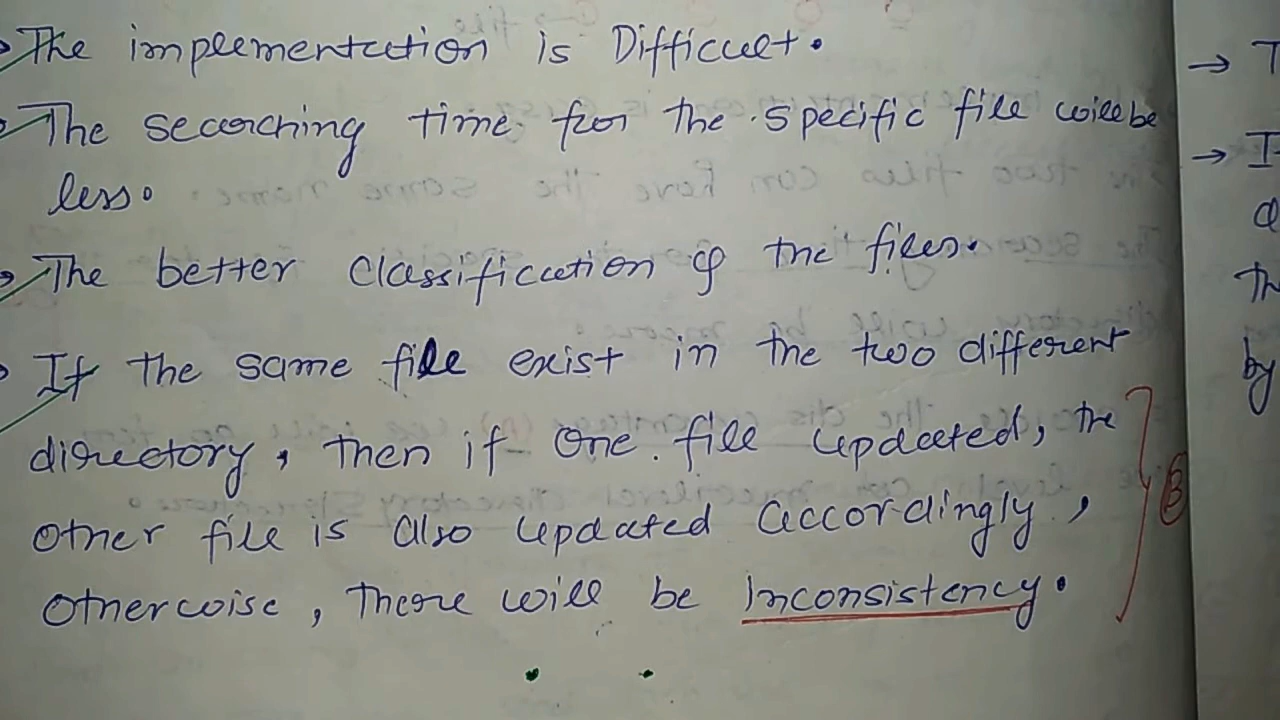 → The implementation is Difficult.
→ The searching time for the specific file will be
less.
→ The better classification of the files.
→ If the same file exist in the two different
directory, then if one file updated, the
other file is also updated accordingly,
otherwise, there will be Inconsistency.
→ T
→ I
th
by